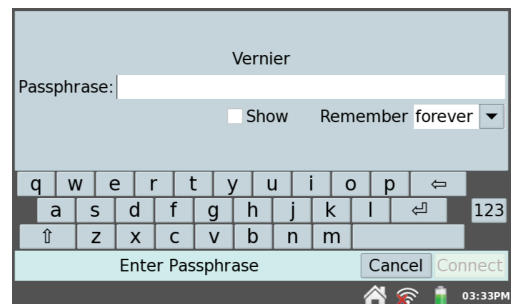 Vernier
Passphrase:
Show Remember forever
q w e r t y u i o p ⇦
a s d f g h j k l ⏎ 123
⇧ z x c v b n m
Enter Passphrase Cancel Connect
03:33PM